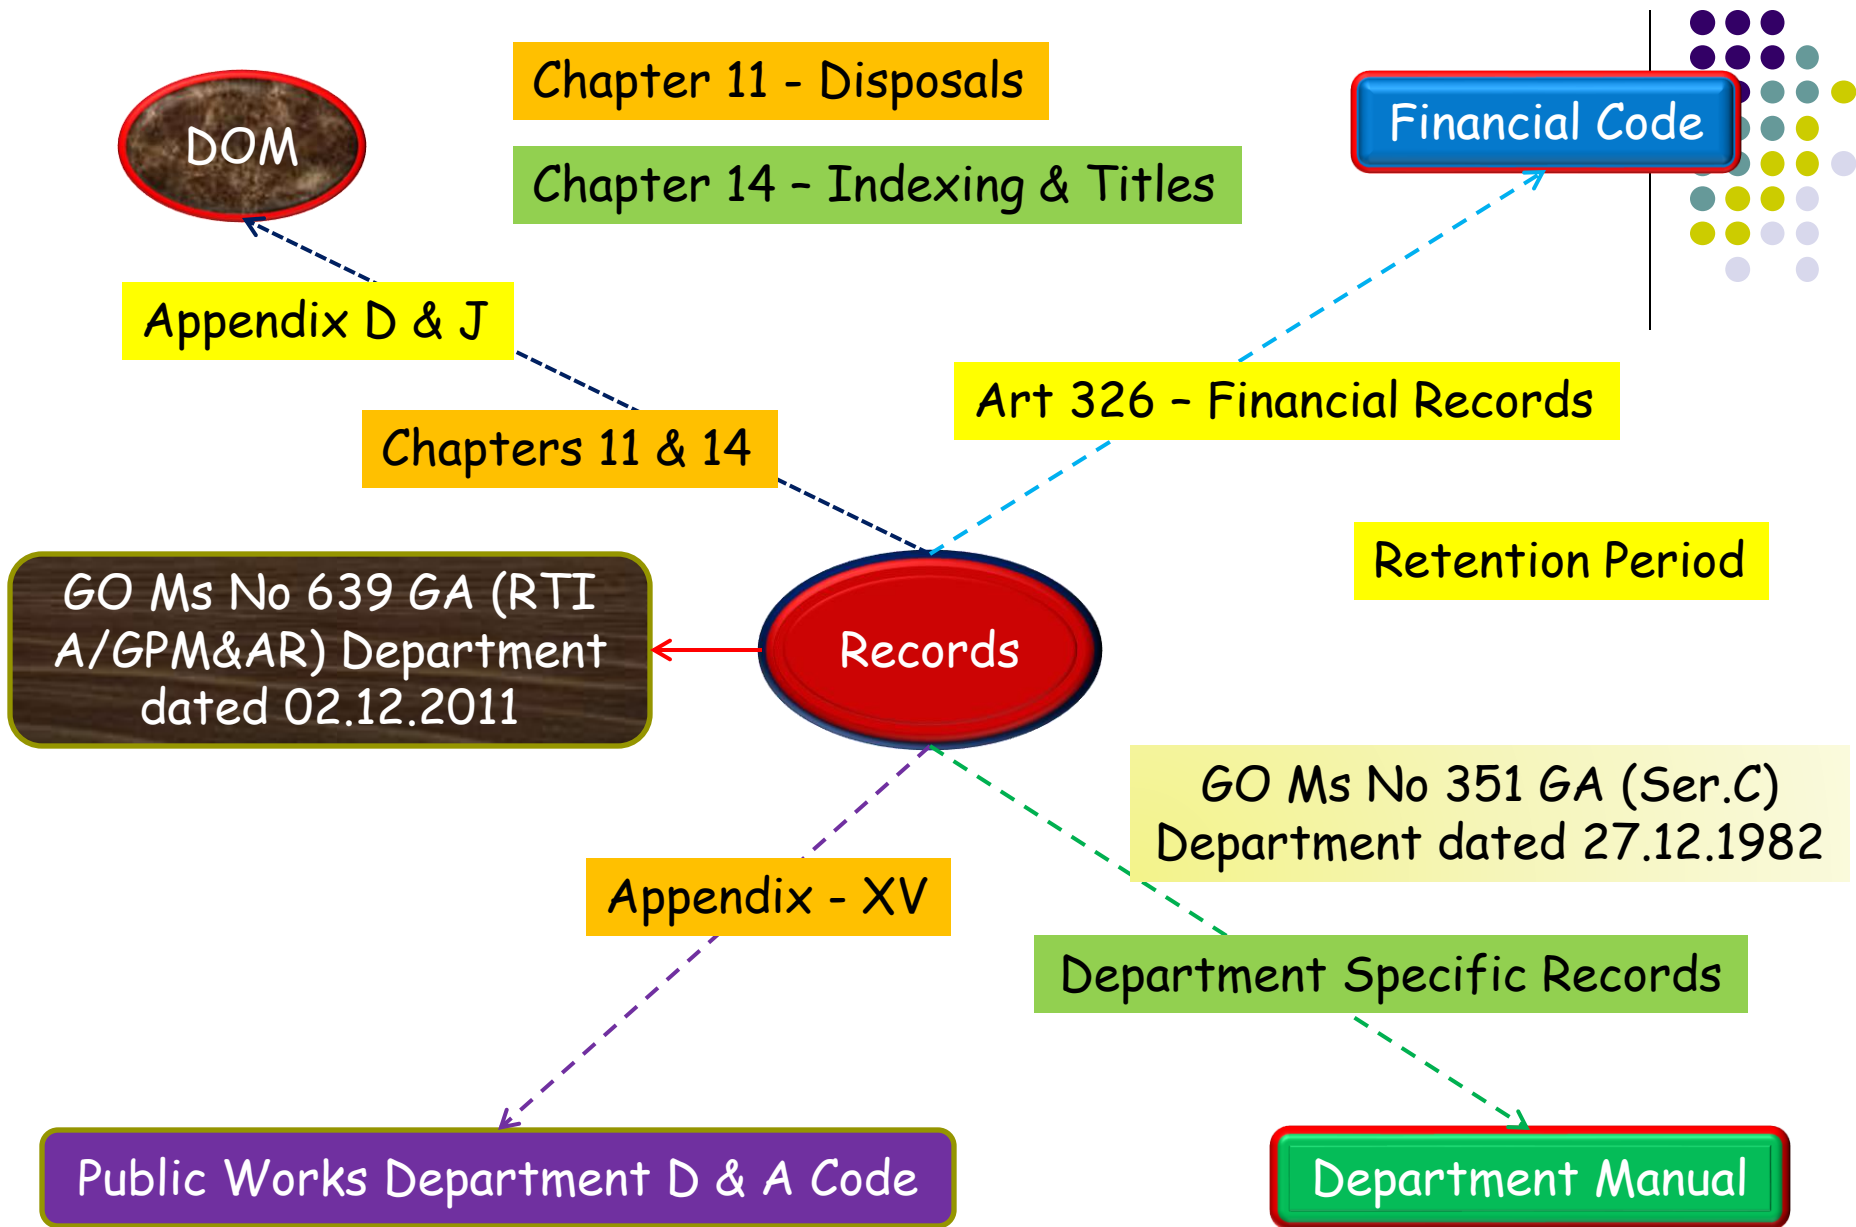 Chapter 11 - Disposals
Financial Code
DOM
Chapter 14 – Indexing & Titles
Appendix D & J
Art 326 – Financial Records
Chapters 11 & 14
Retention Period
GO Ms No 639 GA (RTI
A/GPM&AR) Department
dated 02.12.2011
Records
GO Ms No 351 GA (Ser.C)
Department dated 27.12.1982
Appendix - XV
Department Specific Records
Public Works Department D & A Code
Department Manual